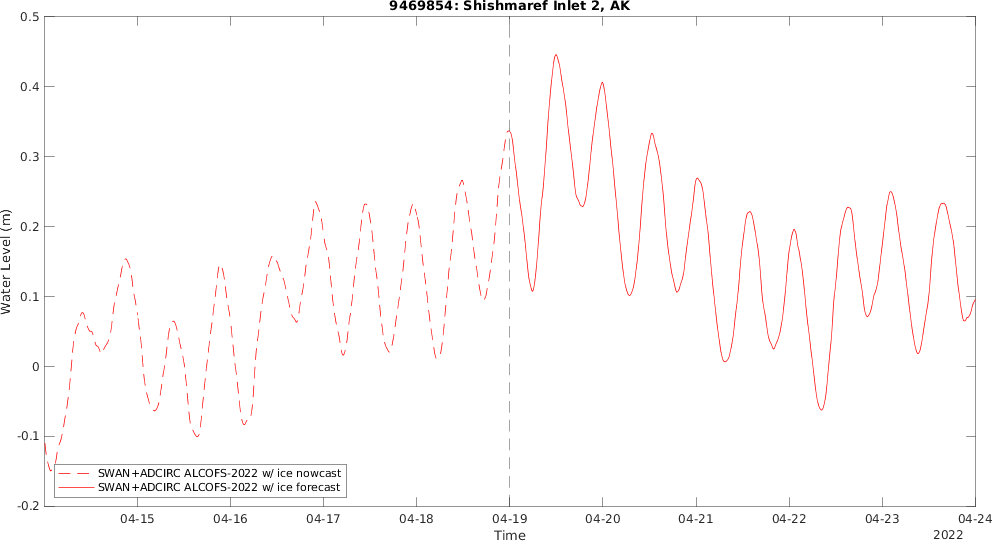 9469854: Shishmaref Inlet 2, AK
0.5
0.4
0.3
0.2
0.1
0
-0.1
-0.2
Water Level (m)
SWAN+ADCIRC ALCOFS-2022 w/ ice nowcast
SWAN+ADCIRC ALCOFS-2022 w/ ice forecast
04-15 04-16 04-17 04-18 04-19 04-20 04-21 04-22 04-23 04-24
Time
2022